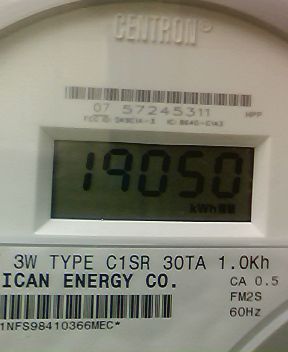 CENTRON®
07 57245311 HPP
19050
kWh
3W TYPE C1SR 30TA 1.0Kh
ICAN ENERGY CO. CA 0.5
FM2S
1NFS98410366MEC* 60Hz